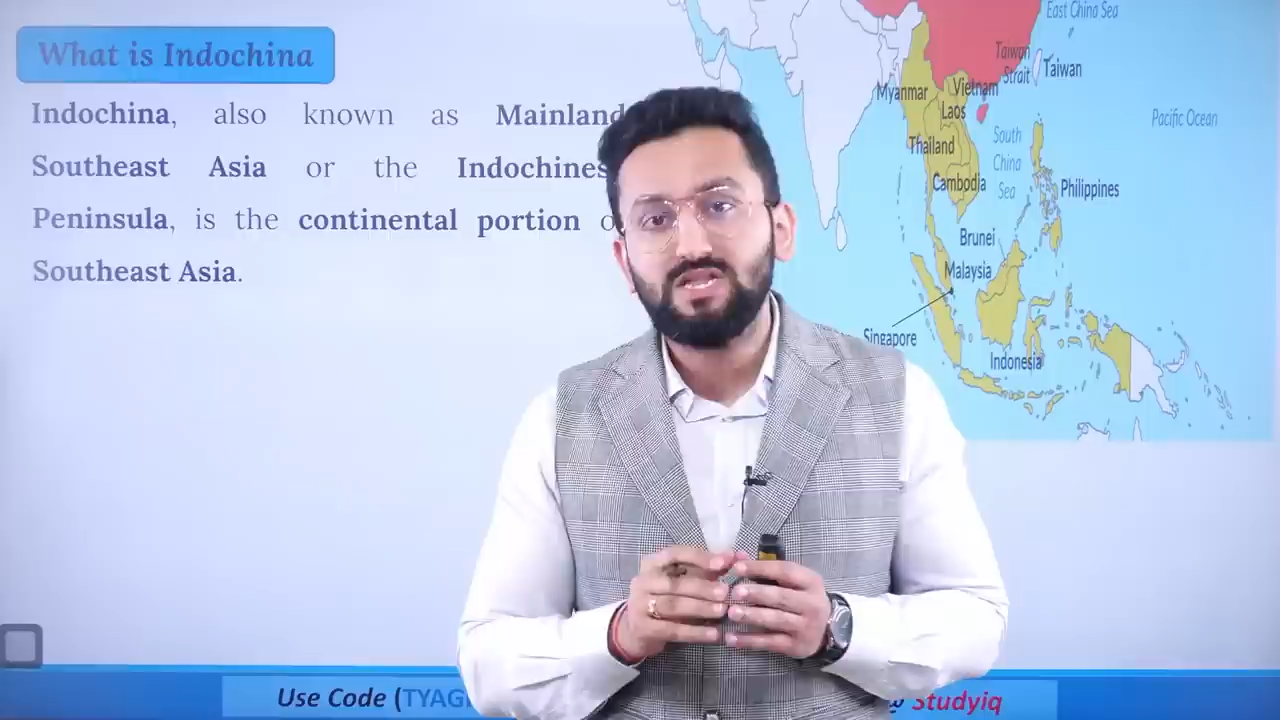 What is Indochina
Indochina, also known as Mainland
Southeast Asia or the
Peninsula, is the continental portion
Southeast Asia.
East China Sea
Taiwan
Strait
Taiwan
Myanmar
Vietnam
Laos
Pacific Ocean
Thailand
South
China
Sea
Cambodia
Philippines
Brunei
Malaysia
Singapore
Indonesia
Use Code (
Studyiq